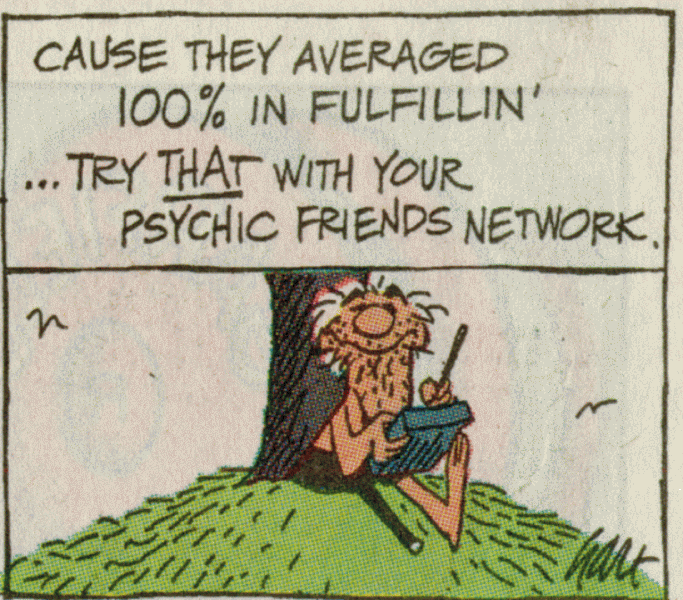 CAUSE THEY AVERAGED
100% IN FULFILLIN'
...TRY THAT WITH YOUR
PSYCHIC FRIENDS NETWORK.
Hart